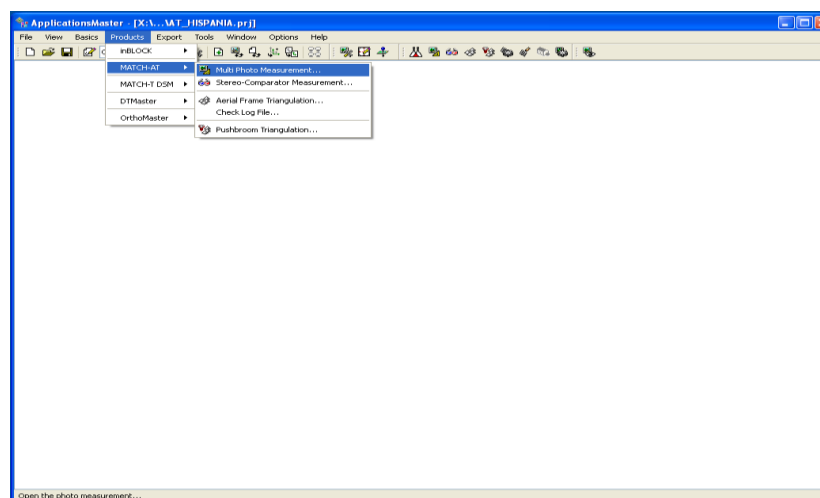 ApplicationsMaster - [X:\...\AT_HISPANIA.prj]
File View Basics Products Export Tools Window Options Help
inBLOCK
MATCH-AT
Multi Photo Measurement...
MATCH-T DSM
Stereo-Comparator Measurement...
DTMaster
Aerial Frame Triangulation...
Check Log File...
OrthoMaster
Pushbroom Triangulation...
Open the photo measurement...